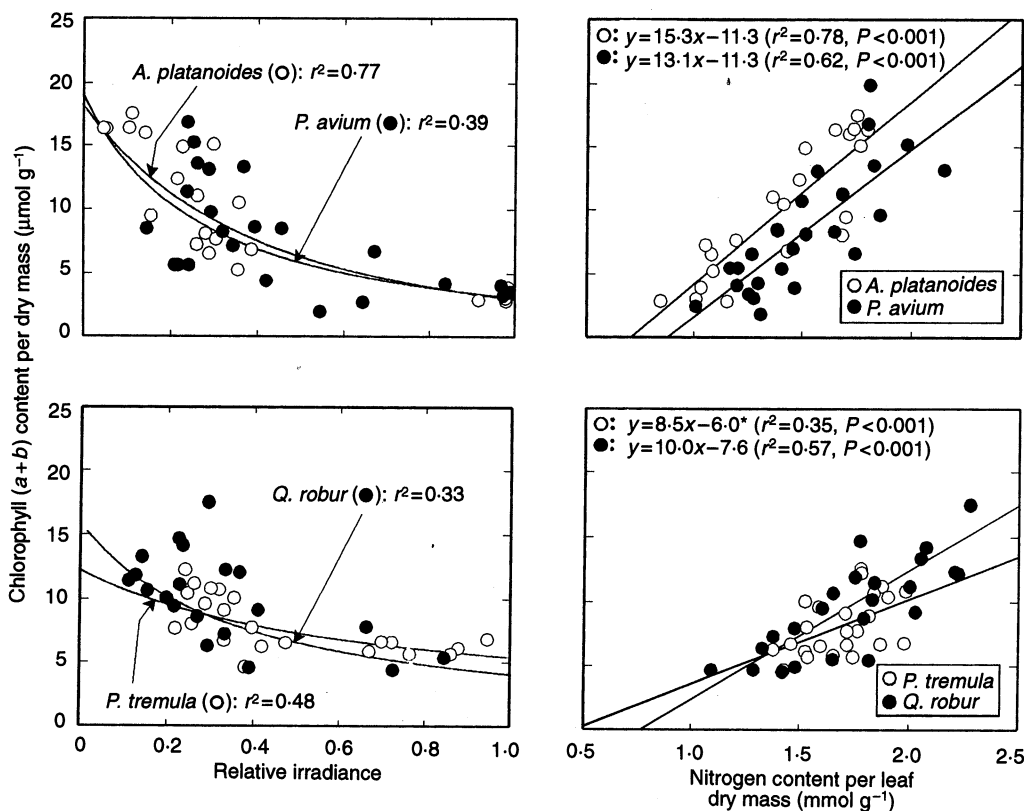 Chlorophyll (a+b) content per dry mass (μmol g⁻¹)
25
20
15
10
5
0
A. platanoides (○): r²=0·77
P. avium (●): r²=0·39
○: y=15·3x−11·3 (r²=0·78, P<0·001)
●: y=13·1x−11·3 (r²=0·62, P<0·001)
○ A. platanoides
● P. avium
25
20
15
10
5
0
Q. robur (●): r²=0·33
P. tremula (○): r²=0·48
0 0·2 0·4 0·6 0·8 1·0
Relative irradiance
○: y=8·5x−6·0* (r²=0·35, P<0·001)
●: y=10·0x−7·6 (r²=0·57, P<0·001)
○ P. tremula
● Q. robur
0·5 1·0 1·5 2·0 2·5
Nitrogen content per leaf
dry mass (mmol g⁻¹)